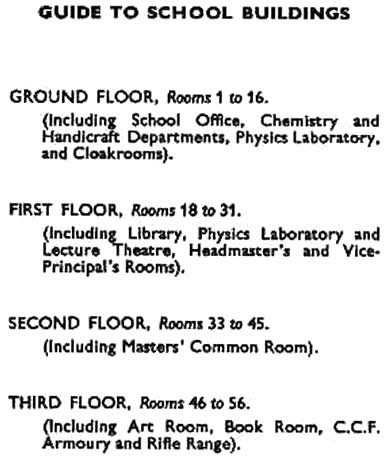 GUIDE TO SCHOOL BUILDINGS
GROUND FLOOR, Rooms 1 to 16.
(Including School Office, Chemistry and
Handicraft Departments, Physics Laboratory,
and Cloakrooms).
FIRST FLOOR, Rooms 18 to 31.
(Including Library, Physics Laboratory and
Lecture Theatre, Headmaster's and Vice-
Principal's Rooms).
SECOND FLOOR, Rooms 33 to 45.
(Including Masters' Common Room).
THIRD FLOOR, Rooms 46 to 56.
(Including Art Room, Book Room, C.C.F.
Armoury and Rifle Range).